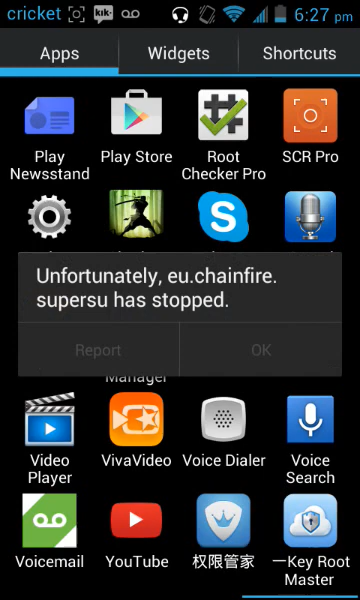 cricket kik 6:27 pm
Apps Widgets Shortcuts
Play Newsstand
Play Store
Root Checker Pro
SCR Pro
Unfortunately, eu.chainfire.
supersu has stopped.
Report OK
Manager
Video Player
VivaVideo
Voice Dialer
Voice Search
Voicemail
YouTube
权限管家
一Key Root Master